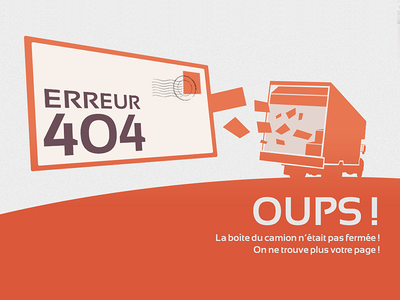 ERREUR
404
OUPS !
La boîte du camion n'était pas fermée !
On ne trouve plus votre page !